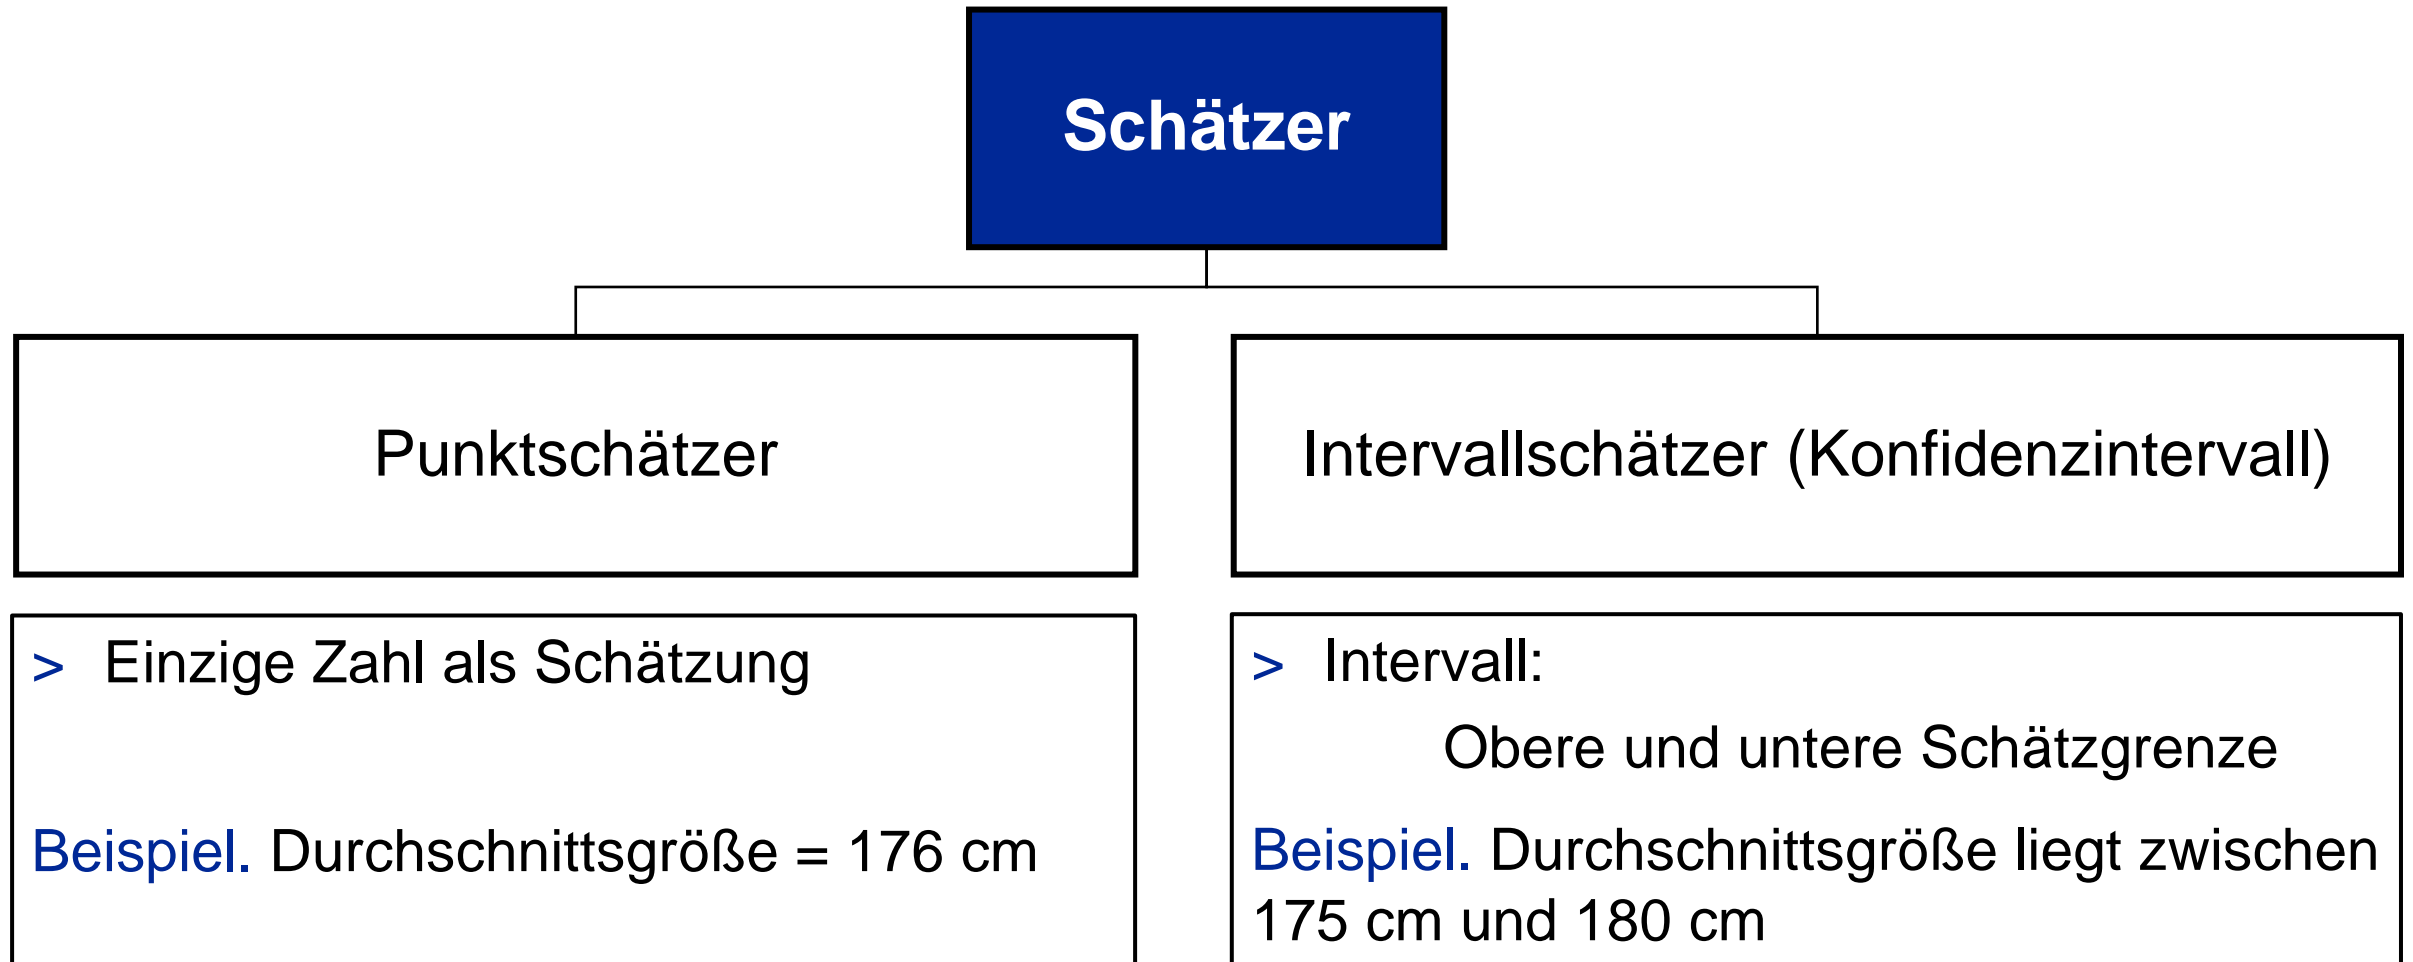 Schätzer
Punktschätzer
Intervallschätzer (Konfidenzintervall)
> Einzige Zahl als Schätzung
Beispiel. Durchschnittsgröße = 176 cm
> Intervall:
Obere und untere Schätzgrenze
Beispiel. Durchschnittsgröße liegt zwischen
175 cm und 180 cm